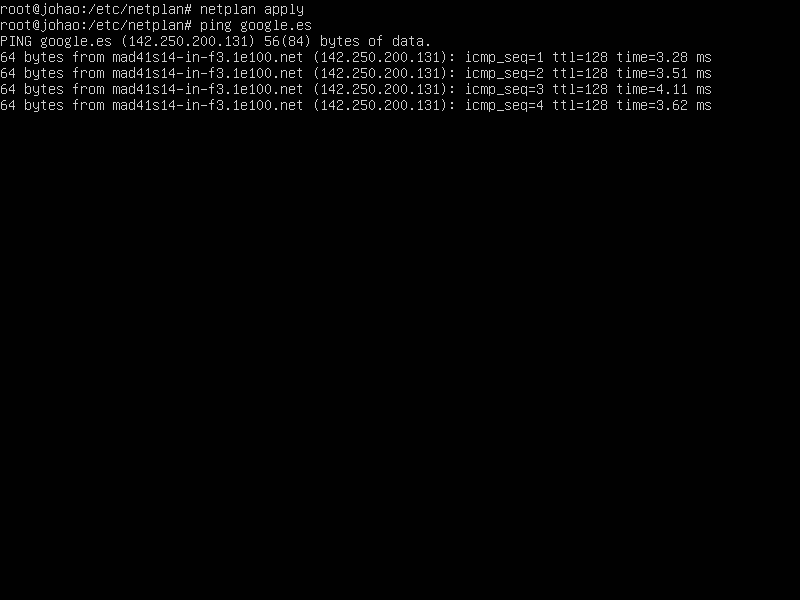 root@johao:/etc/netplan# netplan apply
root@johao:/etc/netplan# ping google.es
PING google.es (142.250.200.131) 56(84) bytes of data.
64 bytes from mad41s14-in-f3.1e100.net (142.250.200.131): icmp_seq=1 ttl=128 time=3.28 ms
64 bytes from mad41s14-in-f3.1e100.net (142.250.200.131): icmp_seq=2 ttl=128 time=3.51 ms
64 bytes from mad41s14-in-f3.1e100.net (142.250.200.131): icmp_seq=3 ttl=128 time=4.11 ms
64 bytes from mad41s14-in-f3.1e100.net (142.250.200.131): icmp_seq=4 ttl=128 time=3.62 ms